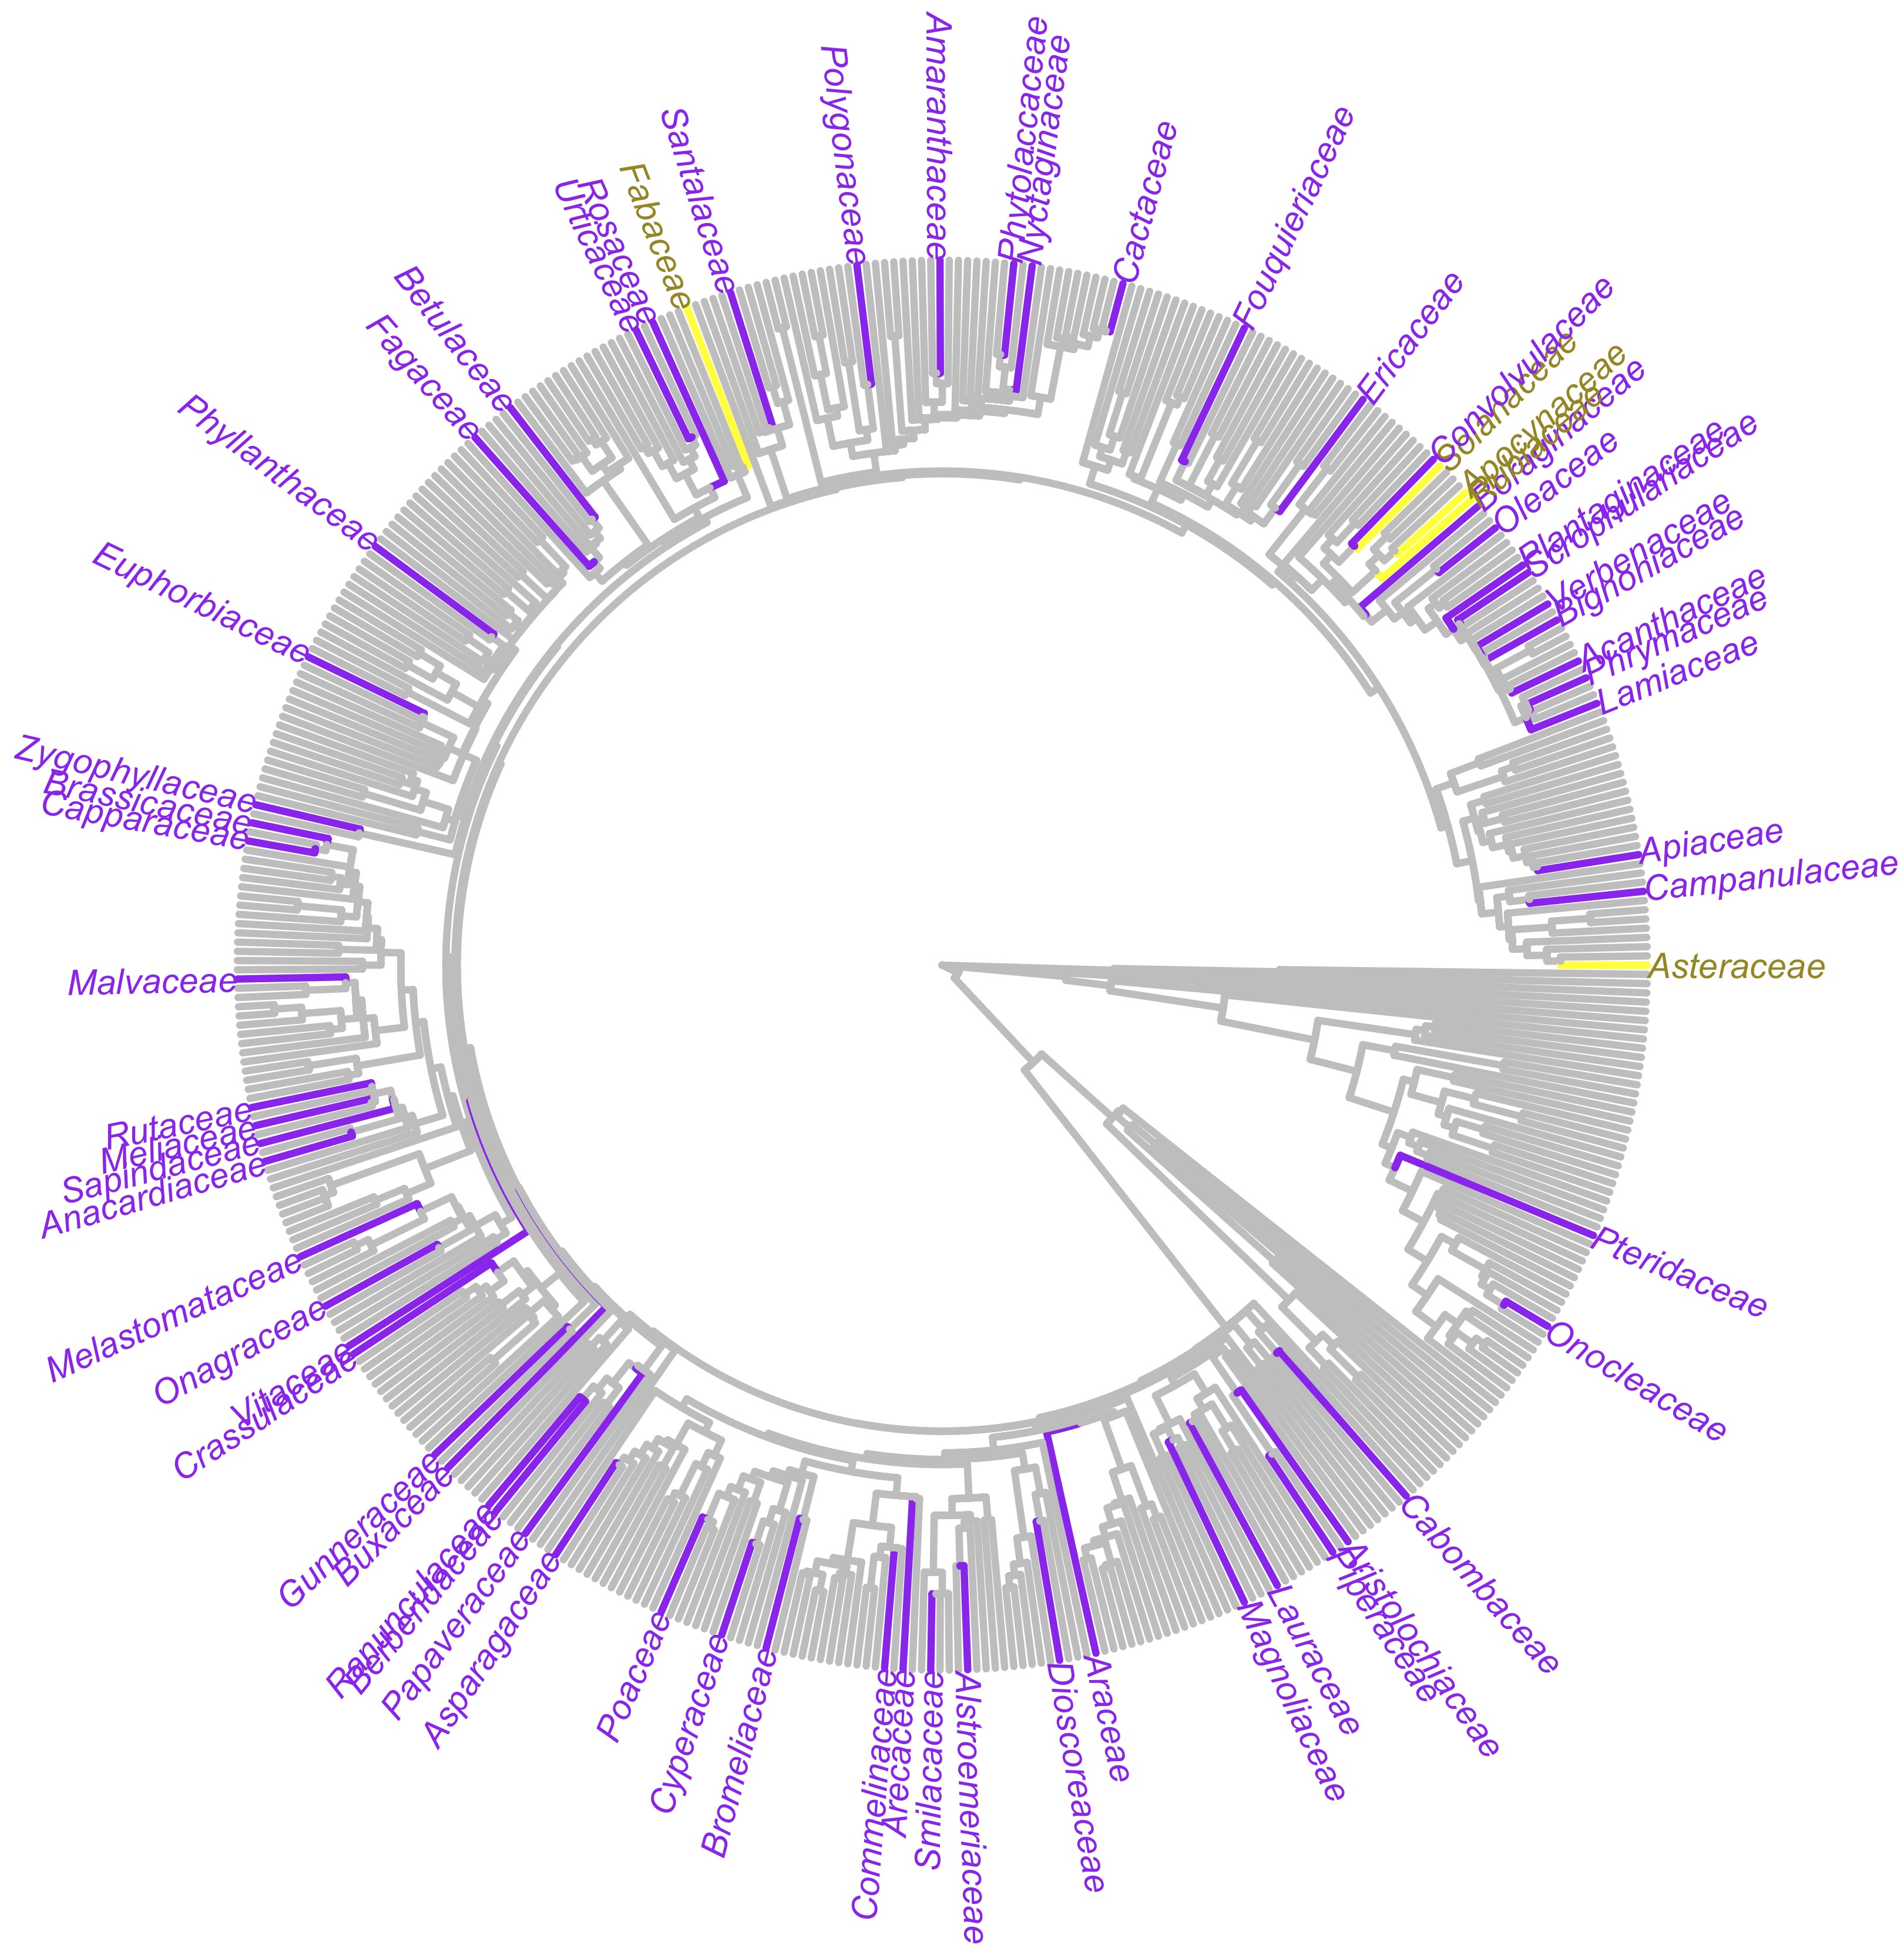 Amaranthaceae
Phytolaccaceae
Nyctaginaceae
Cactaceae
Fouquieriaceae
Ericaceae
Convolvulaceae
Solanaceae
Apocynaceae
Rubiaceae
Boraginaceae
Oleaceae
Plantaginaceae
Scrophulariaceae
Verbenaceae
Bignoniaceae
Acanthaceae
Phrymaceae
Lamiaceae
Apiaceae
Campanulaceae
Asteraceae
Pteridaceae
Onocleaceae
Cabombaceae
Aristolochiaceae
Piperaceae
Lauraceae
Magnoliaceae
Araceae
Dioscoreaceae
Alstroemeriaceae
Smilacaceae
Arecaceae
Commelinaceae
Bromeliaceae
Cyperaceae
Poaceae
Asparagaceae
Papaveraceae
Berberidaceae
Ranunculaceae
Buxaceae
Gunneraceae
Crassulaceae
Vitaceae
Onagraceae
Melastomataceae
Anacardiaceae
Sapindaceae
Meliaceae
Rutaceae
Malvaceae
Capparaceae
Brassicaceae
Zygophyllaceae
Euphorbiaceae
Phyllanthaceae
Fagaceae
Betulaceae
Urticaceae
Rosaceae
Fabaceae
Santalaceae
Polygonaceae